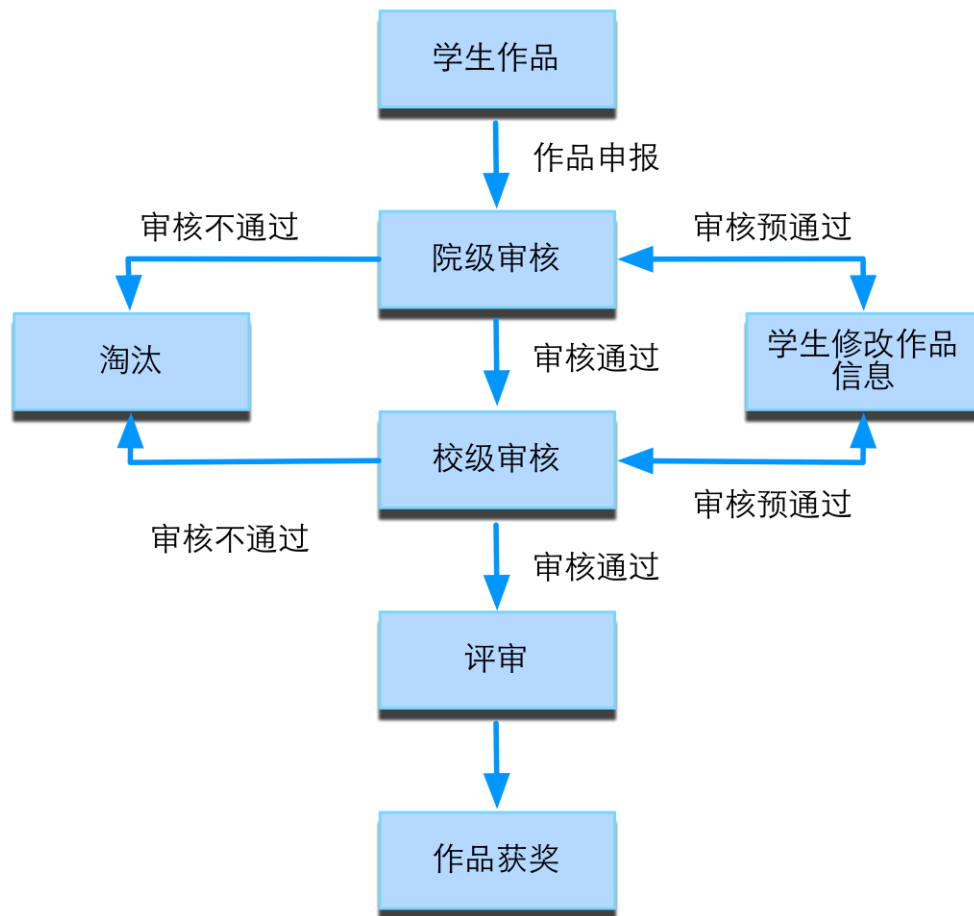 学生作品
作品申报
审核不通过
院级审核
审核预通过
淘汰
审核通过
学生修改作品
信息
校级审核
审核不通过
审核预通过
审核通过
评审
作品获奖